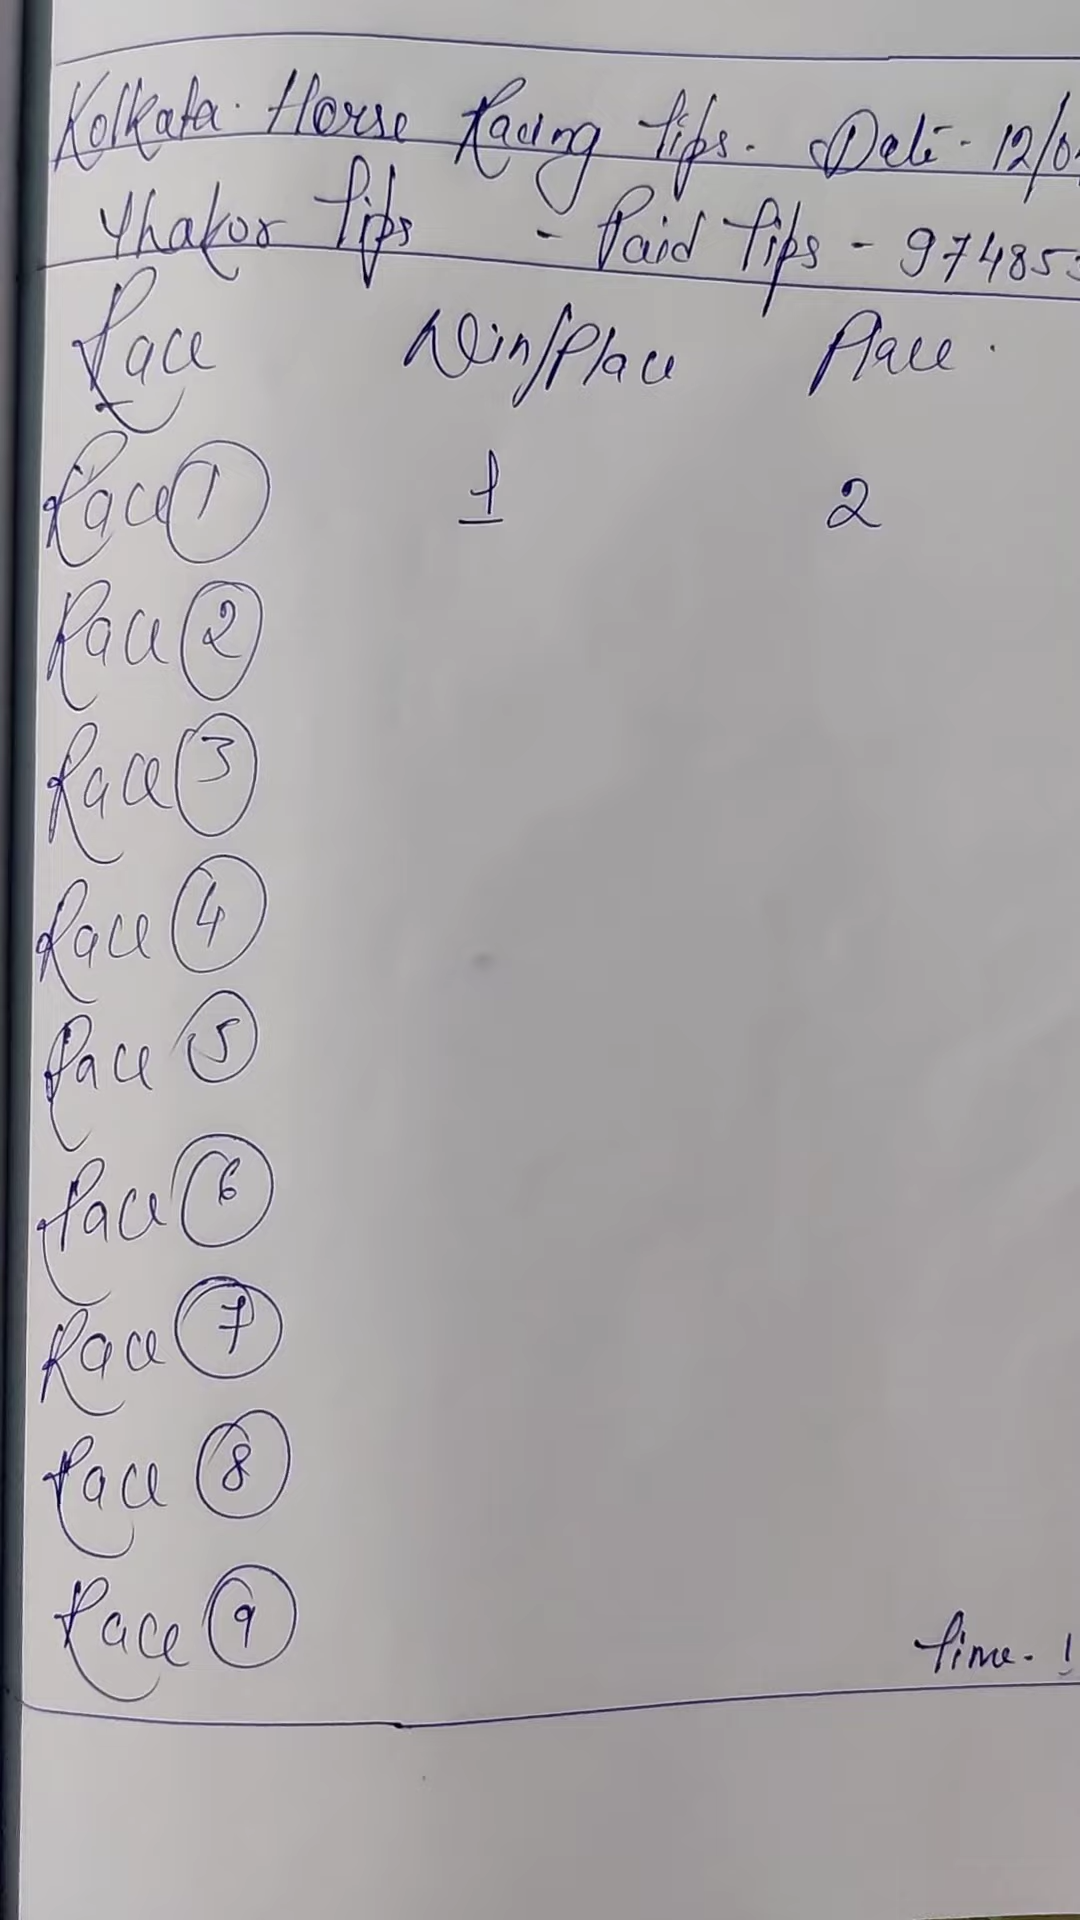 Kolkata. Horse Racing Tips. Date - 12/0
Thakor Tips - Paid Tips - 97485
Race Win/Place Place.
Race 1 1 2
Race 2
Race 3
Race 4
Race 5
Race 6
Race 7
Race 8
Race 9
Time.